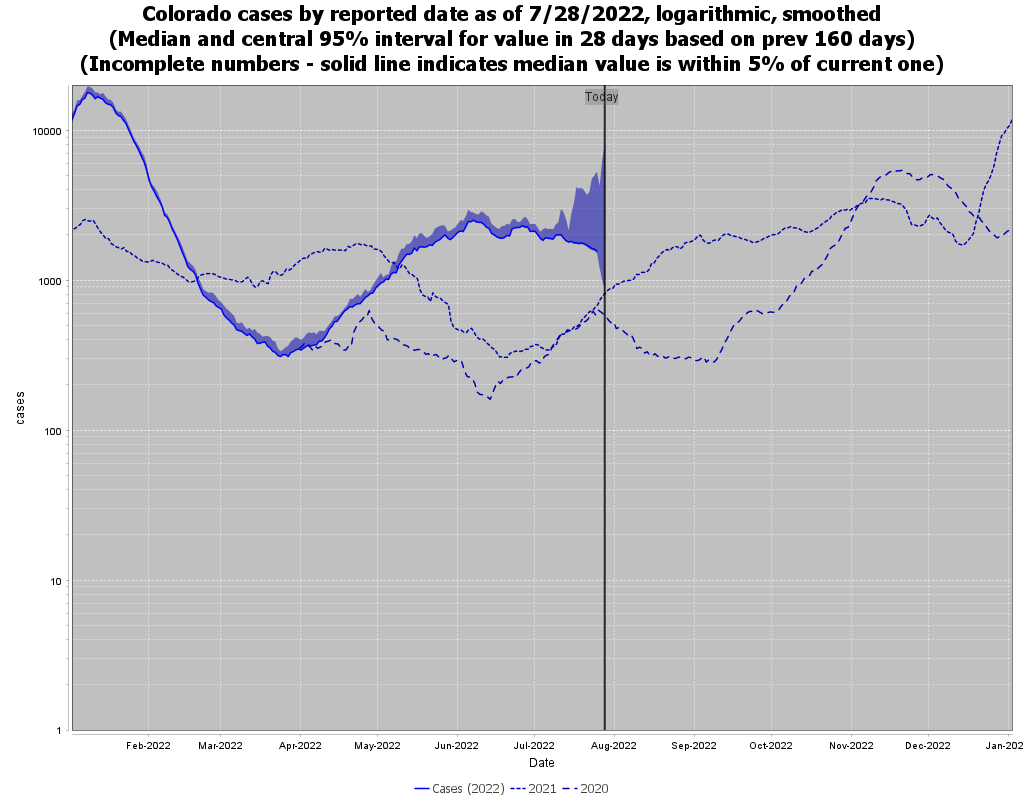 Colorado cases by reported date as of 7/28/2022, logarithmic, smoothed
(Median and central 95% interval for value in 28 days based on prev 160 days)
(Incomplete numbers - solid line indicates median value is within 5% of current one)
Today
10000
1000
100
10
1
cases
Feb-2022 Mar-2022 Apr-2022 May-2022 Jun-2022 Jul-2022 Aug-2022 Sep-2022 Oct-2022 Nov-2022 Dec-2022 Jan-202
Date
Cases (2022) 2021 2020